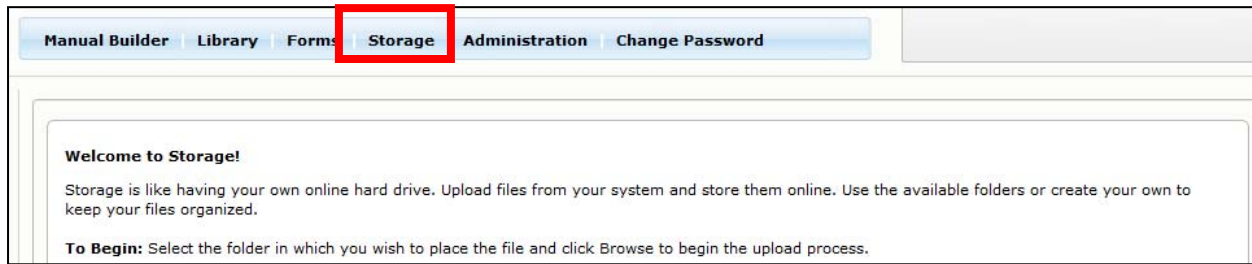 Manual Builder Library Forms Storage Administration Change Password
Welcome to Storage!
Storage is like having your own online hard drive. Upload files from your system and store them online. Use the available folders or create your own to
keep your files organized.
To Begin: Select the folder in which you wish to place the file and click Browse to begin the upload process.